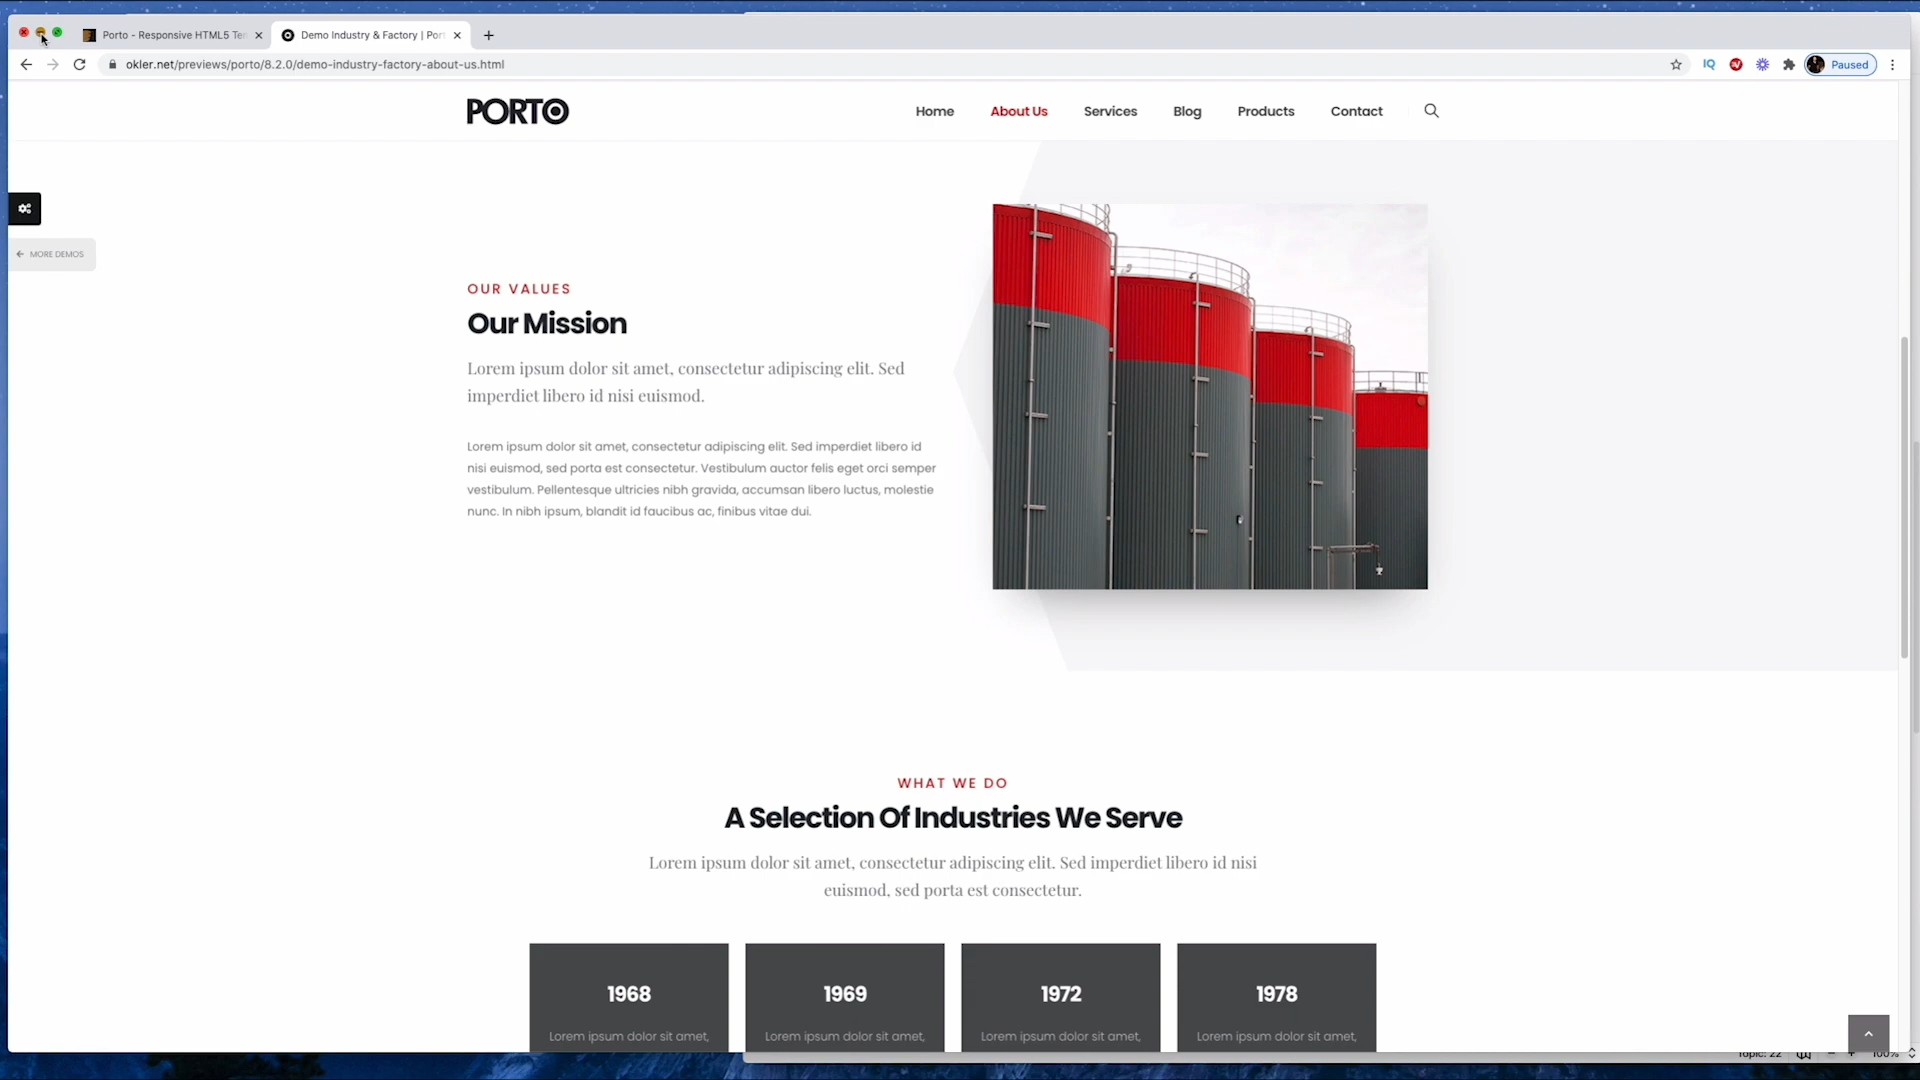 Porto - Responsive HTML5 Ter
Demo Industry & Factory | Port
okler.net/previews/porto/8.2.0/demo-industry-factory-about-us.html
IQ
Paused
PORTO
Home
About Us
Services
Blog
Products
Contact
MORE DEMOS
OUR VALUES
Our Mission
Lorem ipsum dolor sit amet, consectetur adipiscing elit. Sed
imperdiet libero id nisi euismod.
Lorem ipsum dolor sit amet, consectetur adipiscing elit. Sed imperdiet libero id
nisi euismod, sed porta est consectetur. Vestibulum auctor felis eget orci semper
vestibulum. Pellentesque ultricies nibh gravida, accumsan libero luctus, molestie
nunc. In nibh ipsum, blandit id faucibus ac, finibus vitae dui.
WHAT WE DO
A Selection Of Industries We Serve
Lorem ipsum dolor sit amet, consectetur adipiscing elit. Sed imperdiet libero id nisi
euismod, sed porta est consectetur.
1968
1969
1972
1978
Lorem ipsum dolor sit amet,
Lorem ipsum dolor sit amet,
Lorem ipsum dolor sit amet,
Lorem ipsum dolor sit amet,
Topic: 22
100%